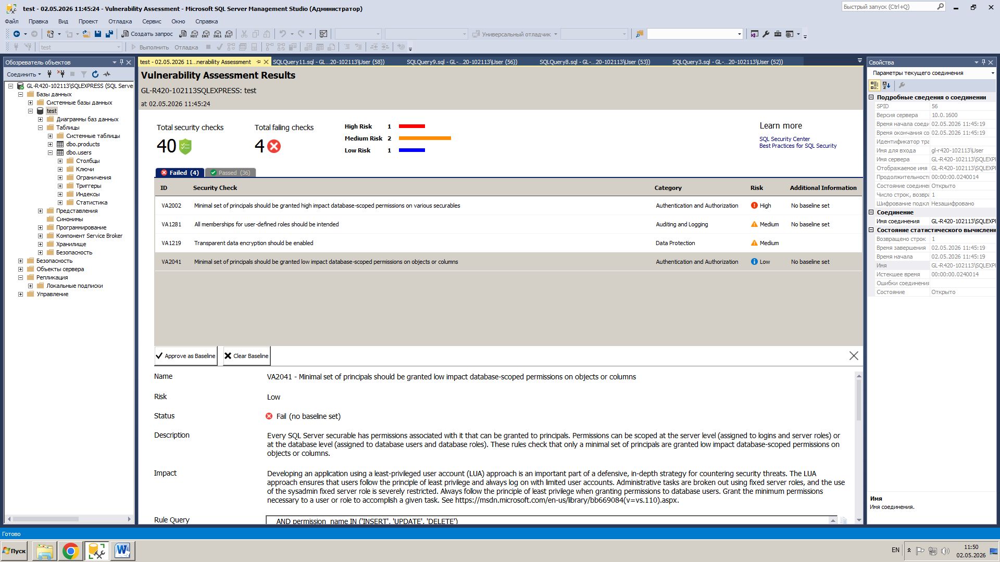 test - 02.05.2026 11:45:24 - Vulnerability Assessment - Microsoft SQL Server Management Studio (Администратор)
Быстрый запуск (Ctrl+Q)
Файл Правка Вид Проект Отладка Сервис Окно Справка
Создать запрос
Универсальный отладчик
test
Выполнить Отладка
Обозреватель объектов
Соединить
GL-R420-102113\SQLEXPRESS (SQL Serve
Базы данных
Системные базы данных
test
Диаграммы баз данных
Таблицы
Системные таблицы
dbo.products
dbo.users
Столбцы
Ключи
Ограничения
Триггеры
Индексы
Статистика
Представления
Синонимы
Программирование
Компонент Service Broker
Хранилище
Безопасность
Безопасность
Объекты сервера
Репликация
Локальные подписки
Управление
test - 02.05.2026 11...nerability Assessment
SQLQuery11.sql - GL...20-102113\User (58))
SQLQuery9.sql - GL-...20-102113\User (56))
SQLQuery8.sql - GL-...20-102113\User (53))
SQLQuery3.sql - GL-...20-102113\User (52))
Vulnerability Assessment Results
GL-R420-102113SQLEXPRESS: test
at 02.05.2026 11:45:24
Total security checks
40
Total failing checks
4
High Risk 1
Medium Risk 2
Low Risk 1
Learn more
SQL Security Center
Best Practices for SQL Security
Failed (4) Passed (36)
ID Security Check Category Risk Additional Information
VA2002 Minimal set of principals should be granted high impact database-scoped permissions on various securables Authentication and Authorization High No baseline set
VA1281 All memberships for user-defined roles should be intended Auditing and Logging Medium No baseline set
VA1219 Transparent data encryption should be enabled Data Protection Medium
VA2041 Minimal set of principals should be granted low impact database-scoped permissions on objects or columns Authentication and Authorization Low No baseline set
Approve as Baseline Clear Baseline
Name VA2041 - Minimal set of principals should be granted low impact database-scoped permissions on objects or columns
Risk Low
Status Fail (no baseline set)
Description Every SQL Server securable has permissions associated with it that can be granted to principals. Permissions can be scoped at the server level (assigned to logins and server roles) or
at the database level (assigned to database users and database roles). These rules check that only a minimal set of principals are granted low impact database-scoped permissions on
objects or columns.
Impact Developing an application using a least-privileged user account (LUA) approach is an important part of a defensive, in-depth strategy for countering security threats. The LUA
approach ensures that users follow the principle of least privilege and always log on with limited user accounts. Administrative tasks are broken out using fixed server roles, and the use
of the sysadmin fixed server role is severely restricted. Always follow the principle of least privilege when granting permissions to database users. Grant the minimum permissions
necessary to a user or role to accomplish a given task. See https://msdn.microsoft.com/en-us/library/bb669084(v=vs.110).aspx.
Rule Query AND permission_name IN ('INSERT', 'UPDATE', 'DELETE')
Свойства
Параметры текущего соединения
Подробные сведения о соединении
SPID 56
Версия сервера 10.0.1600
Время начала соеди 02.05.2026 11:45:19
Время окончания со 02.05.2026 11:45:19
Идентификатор тра
Имя для входа gl-r420-102113\User
Имя сервера GL-R420-102113\SQLEXPI
Отображаемое имя GL-R420-102113\SQLEXPI
Продолжительност 00:00:00.0240014
Состояние соединен Открыто
Число строк, возвра 1
Шифрование подкл Незашифровано
Соединение
Имя соединения GL-R420-102113\SQLEXPI
Состояние статистического вычислени
Возвращено строк 1
Время завершения 02.05.2026 11:45:19
Время начала 02.05.2026 11:45:19
Имя GL-R420-102113\SQLEXPI
Истекшее время 00:00:00.0240014
Ошибки соединения
Состояние Открыто
Имя
Имя соединения.
Готово
Пуск
EN
11:50
02.05.2026